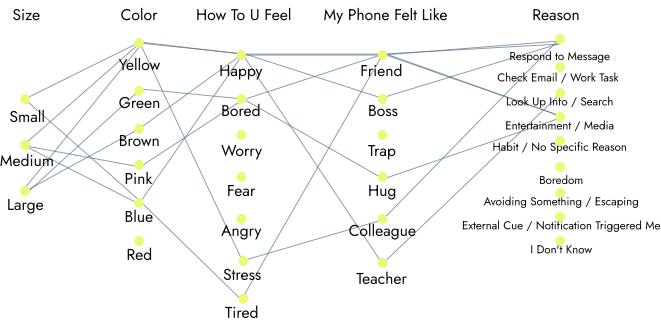 Size
Color
How To U Feel
My Phone Felt Like
Reason
Small
Medium
Large
Yellow
Green
Brown
Pink
Blue
Red
Happy
Bored
Worry
Fear
Angry
Stress
Tired
Friend
Boss
Trap
Hug
Colleague
Teacher
Respond to Message
Check Email / Work Task
Look Up Info / Search
Entertainment / Media
Habit / No Specific Reason
Boredom
Avoiding Something / Escaping
External Cue / Notification Triggered Me
I Don't Know